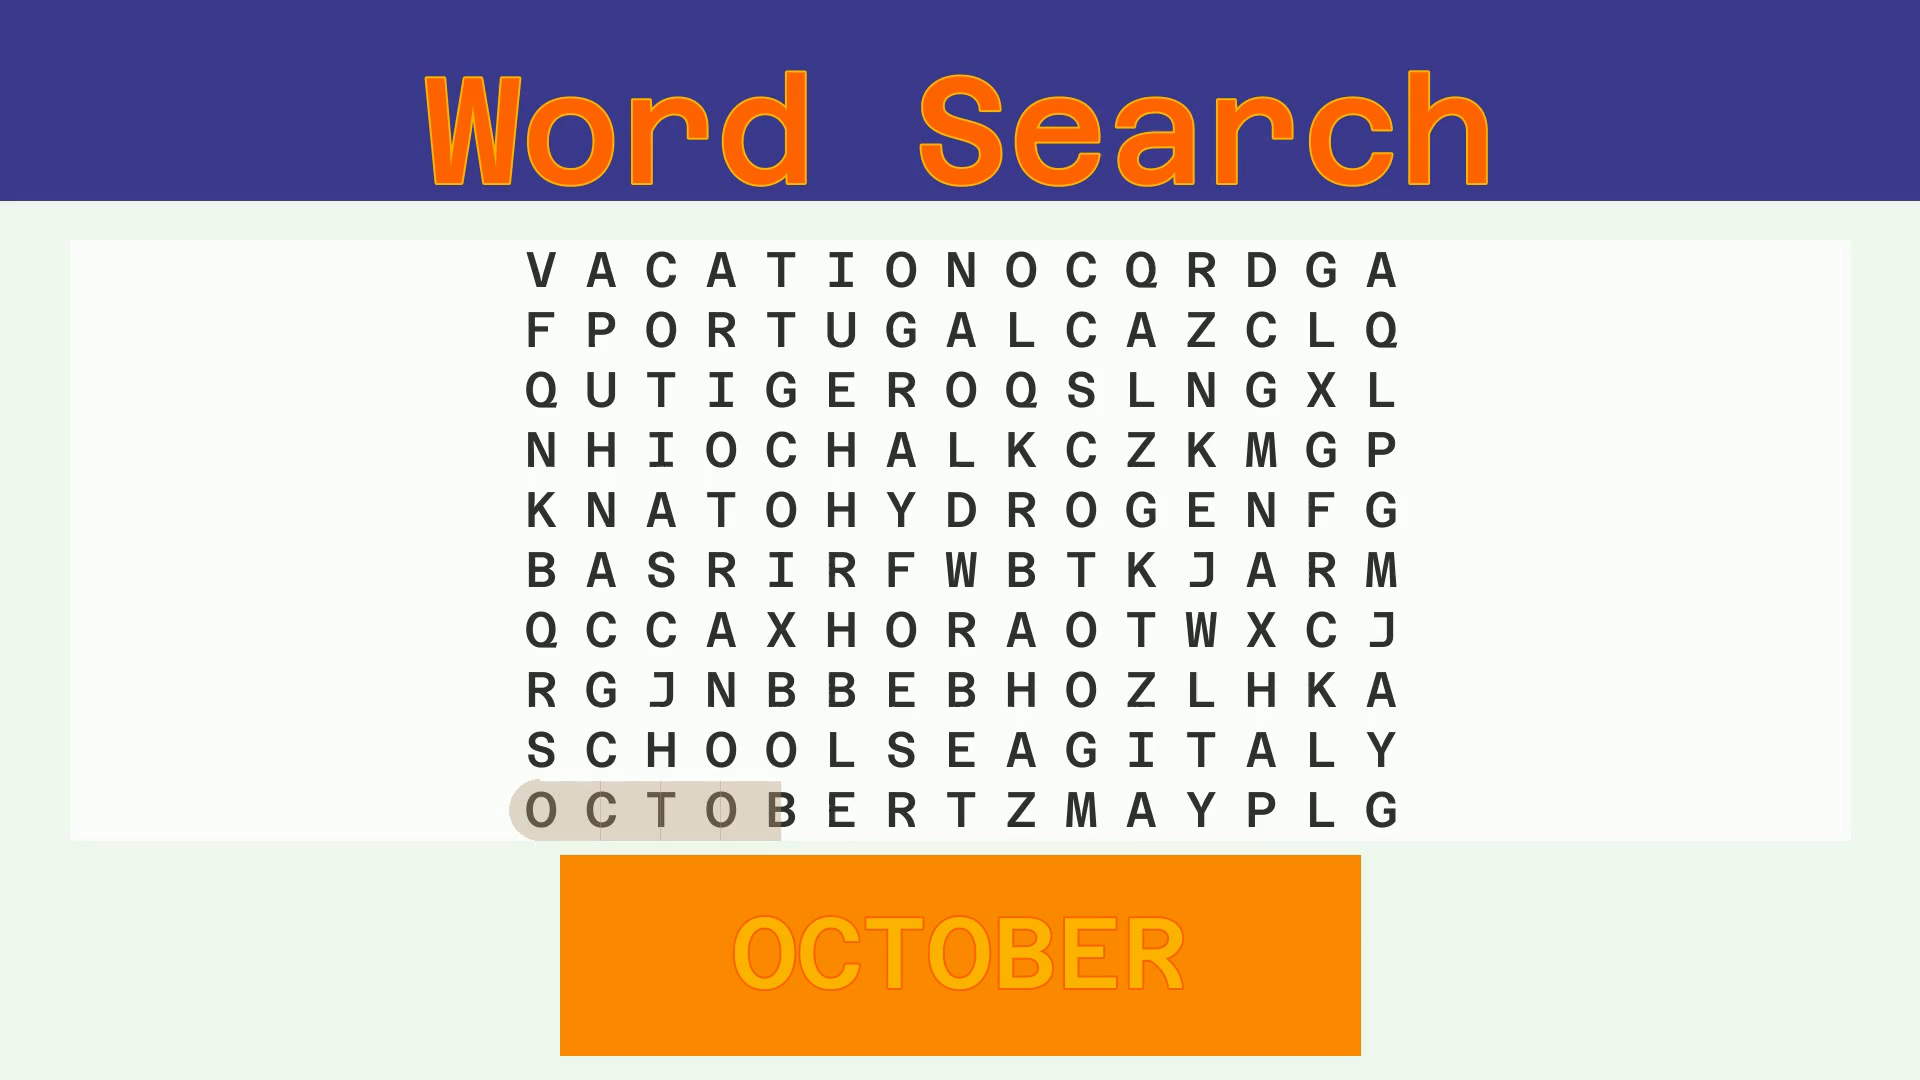 Word Search
V A C A T I O N O C Q R D G A
F P O R T U G A L C A Z C L Q
Q U T I G E R O Q S L N G X L
N H I O C H A L K C Z K M G P
K N A T O H Y D R O G E N F G
B A S R I R F W B T K J A R M
Q C C A X H O R A O T W X C J
R G J N B B E B H O Z L H K A
S C H O O L S E A G I T A L Y
O C T O B E R T Z M A Y P L G
OCTOBER